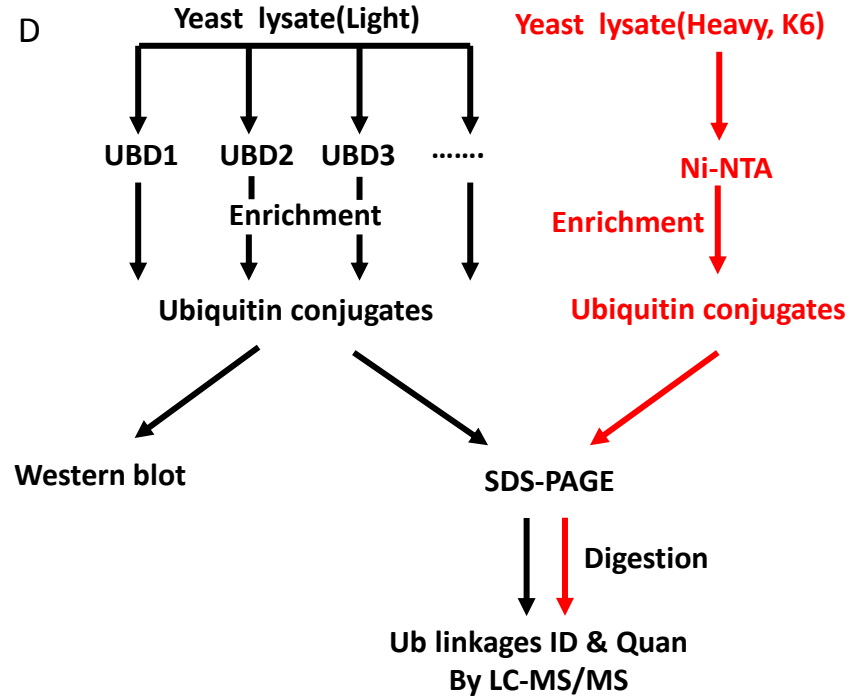 D
Yeast lysate(Light)
Yeast lysate(Heavy, K6)
UBD1 UBD2 UBD3 .......
Ni-NTA
Enrichment
Enrichment
Ubiquitin conjugates
Ubiquitin conjugates
Western blot
SDS-PAGE
Digestion
Ub linkages ID & Quan
By LC-MS/MS